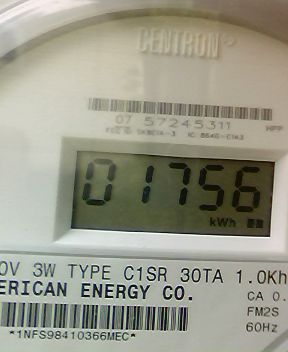 CENTRON®
07 57245311
HPP
01756
kWh
0V 3W TYPE C1SR 30TA 1.0Kh
ERICAN ENERGY CO.
CA 0.
FM2S
60Hz
*1NFS98410366MEC*